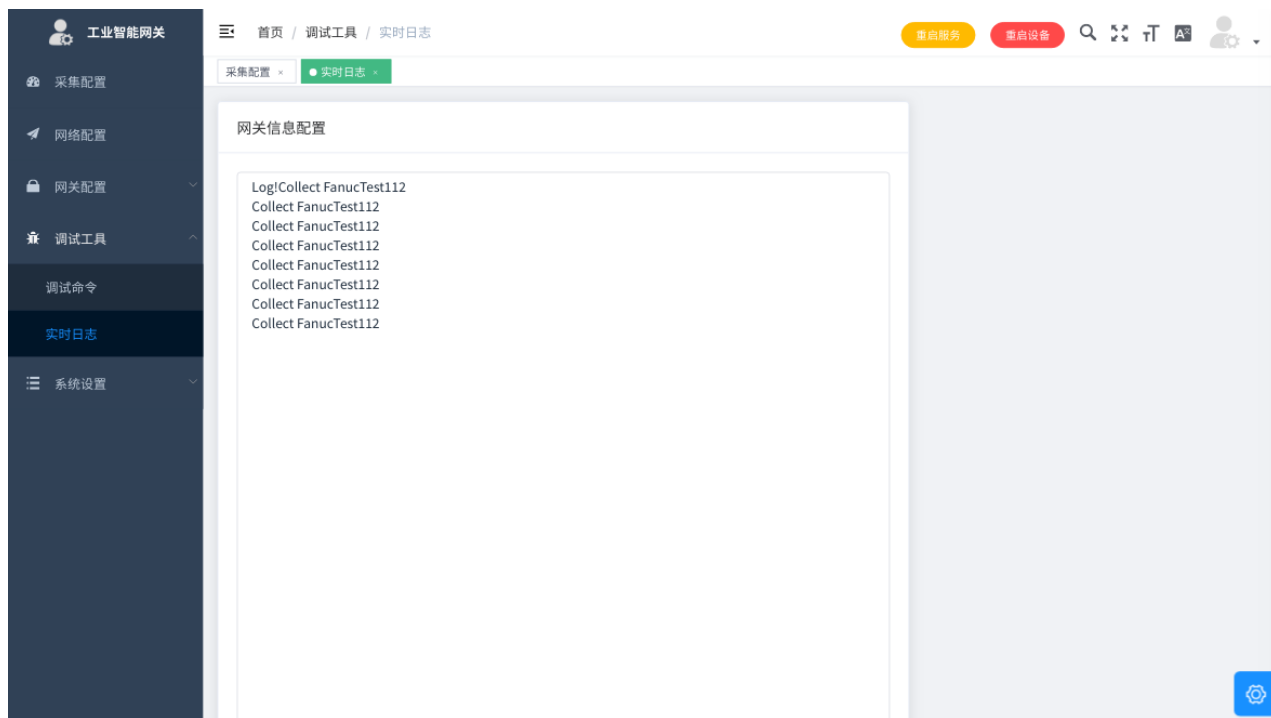 工业智能网关
首页 / 调试工具 / 实时日志
重启服务
重启设备
采集配置 ×
实时日志 ×
采集配置
网络配置
网关配置
调试工具
调试命令
实时日志
系统设置
网关信息配置
Log!Collect FanucTest112
Collect FanucTest112
Collect FanucTest112
Collect FanucTest112
Collect FanucTest112
Collect FanucTest112
Collect FanucTest112
Collect FanucTest112